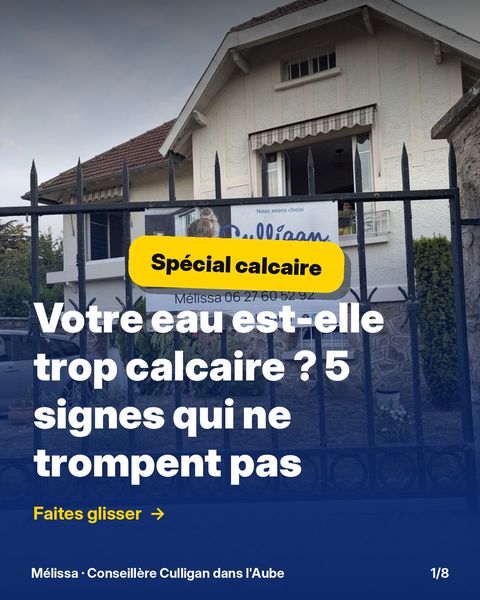 Nous avons choisi
Culligan
Spécial calcaire
Mélissa 06 27 60 52 92
Votre eau est-elle
trop calcaire ? 5
signes qui ne
trompent pas
Faites glisser →
Mélissa · Conseillère Culligan dans l'Aube
1/8